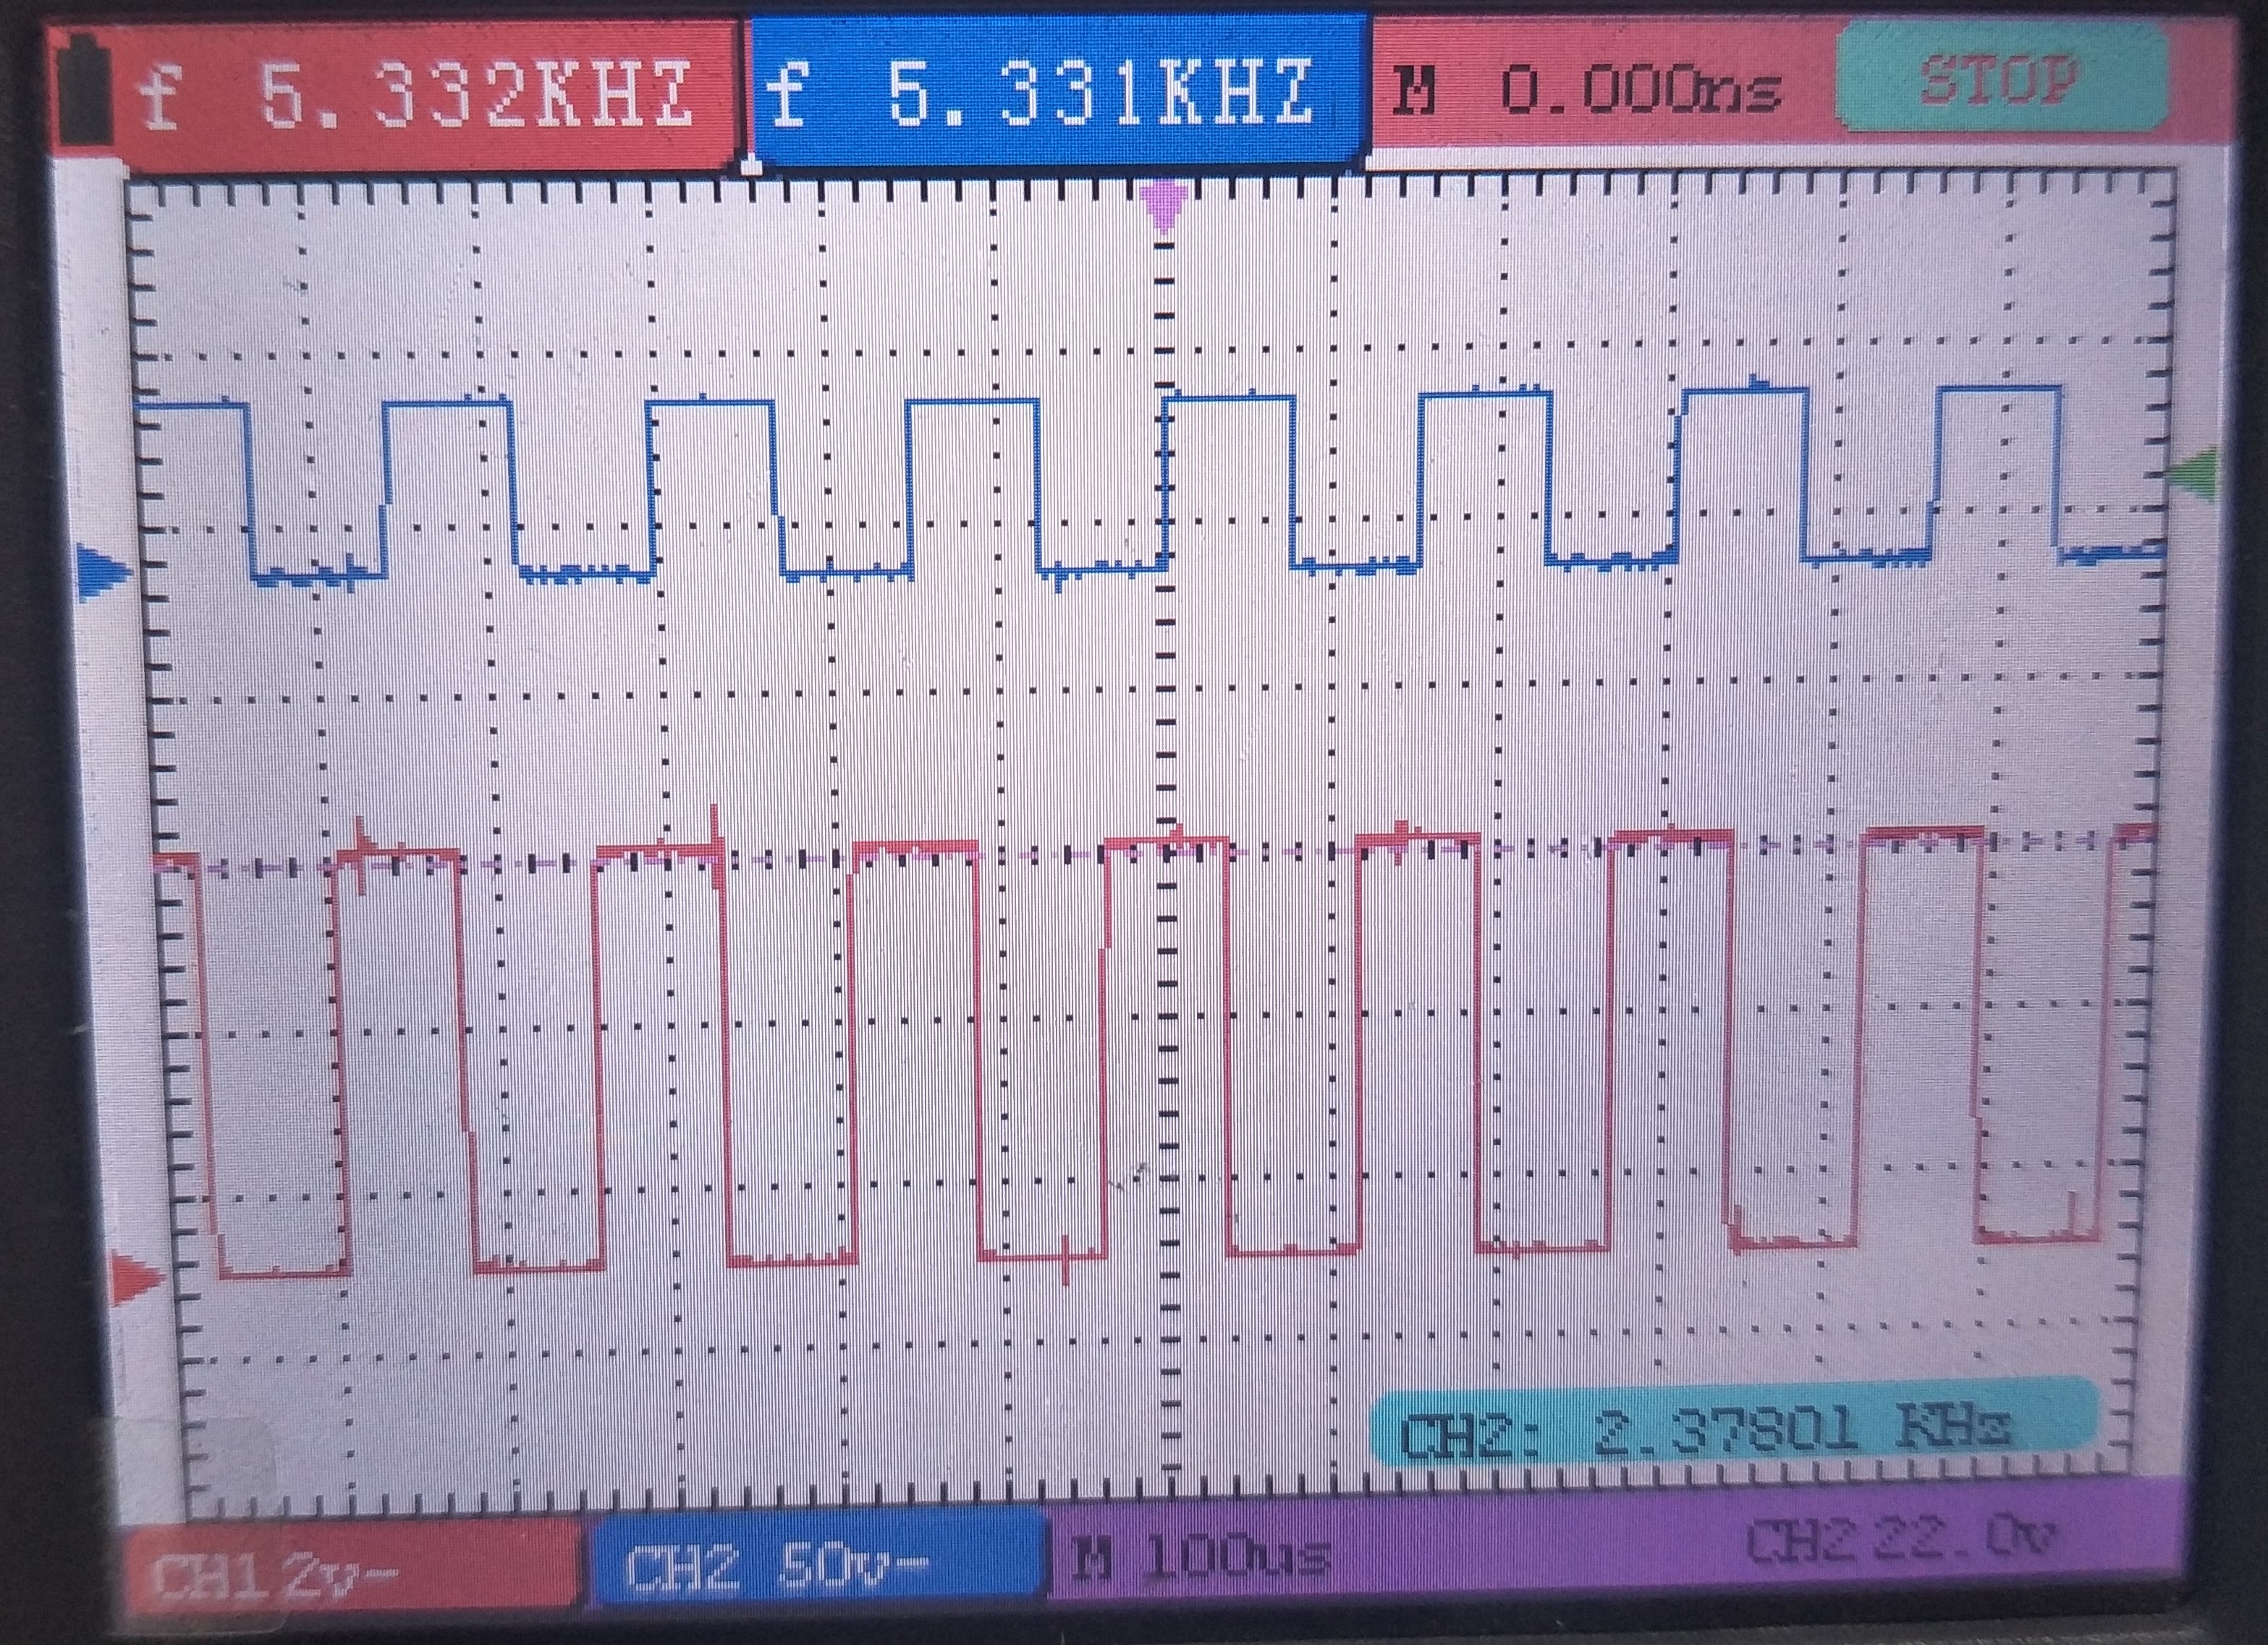 f 5.332KHZ f 5.331KHZ M 0.000ns STOP
CH2: 2.37801 KHz
CH1 2v- CH2 50v- M 100us CH2 22.0v